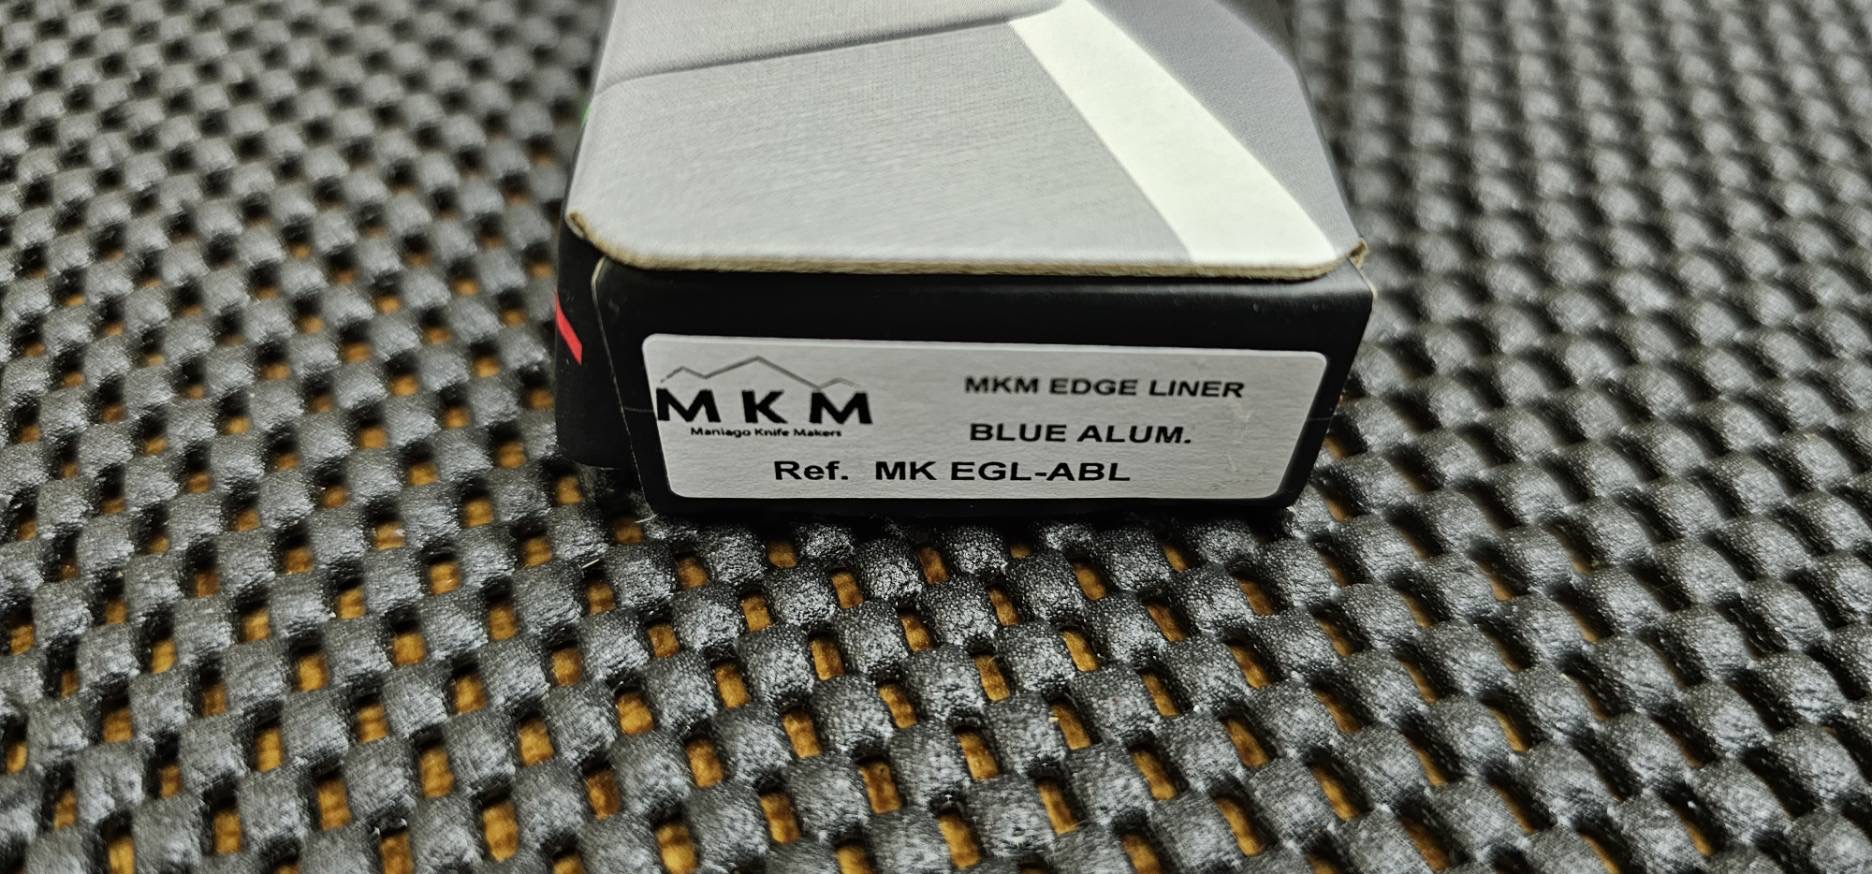 MKM
Maniago Knife Makers
MKM EDGE LINER
BLUE ALUM.
Ref. MK EGL-ABL